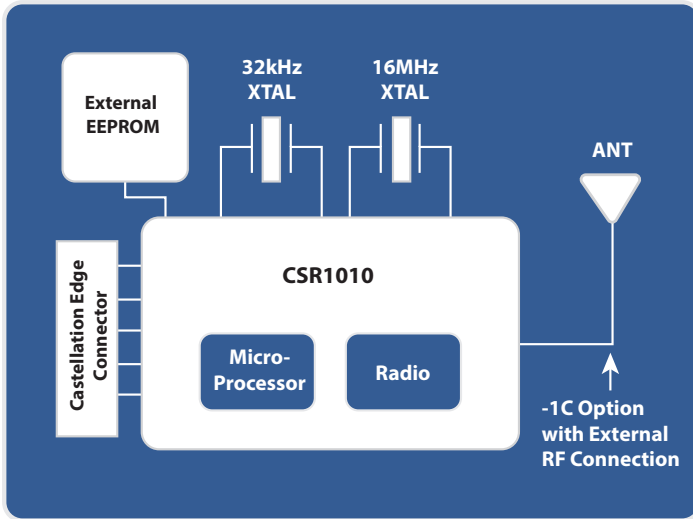 32kHz
XTAL
16MHz
XTAL
External
EEPROM
ANT
CSR1010
Castellation Edge
Connector
Micro-
Processor
Radio
-1C Option
with External
RF Connection